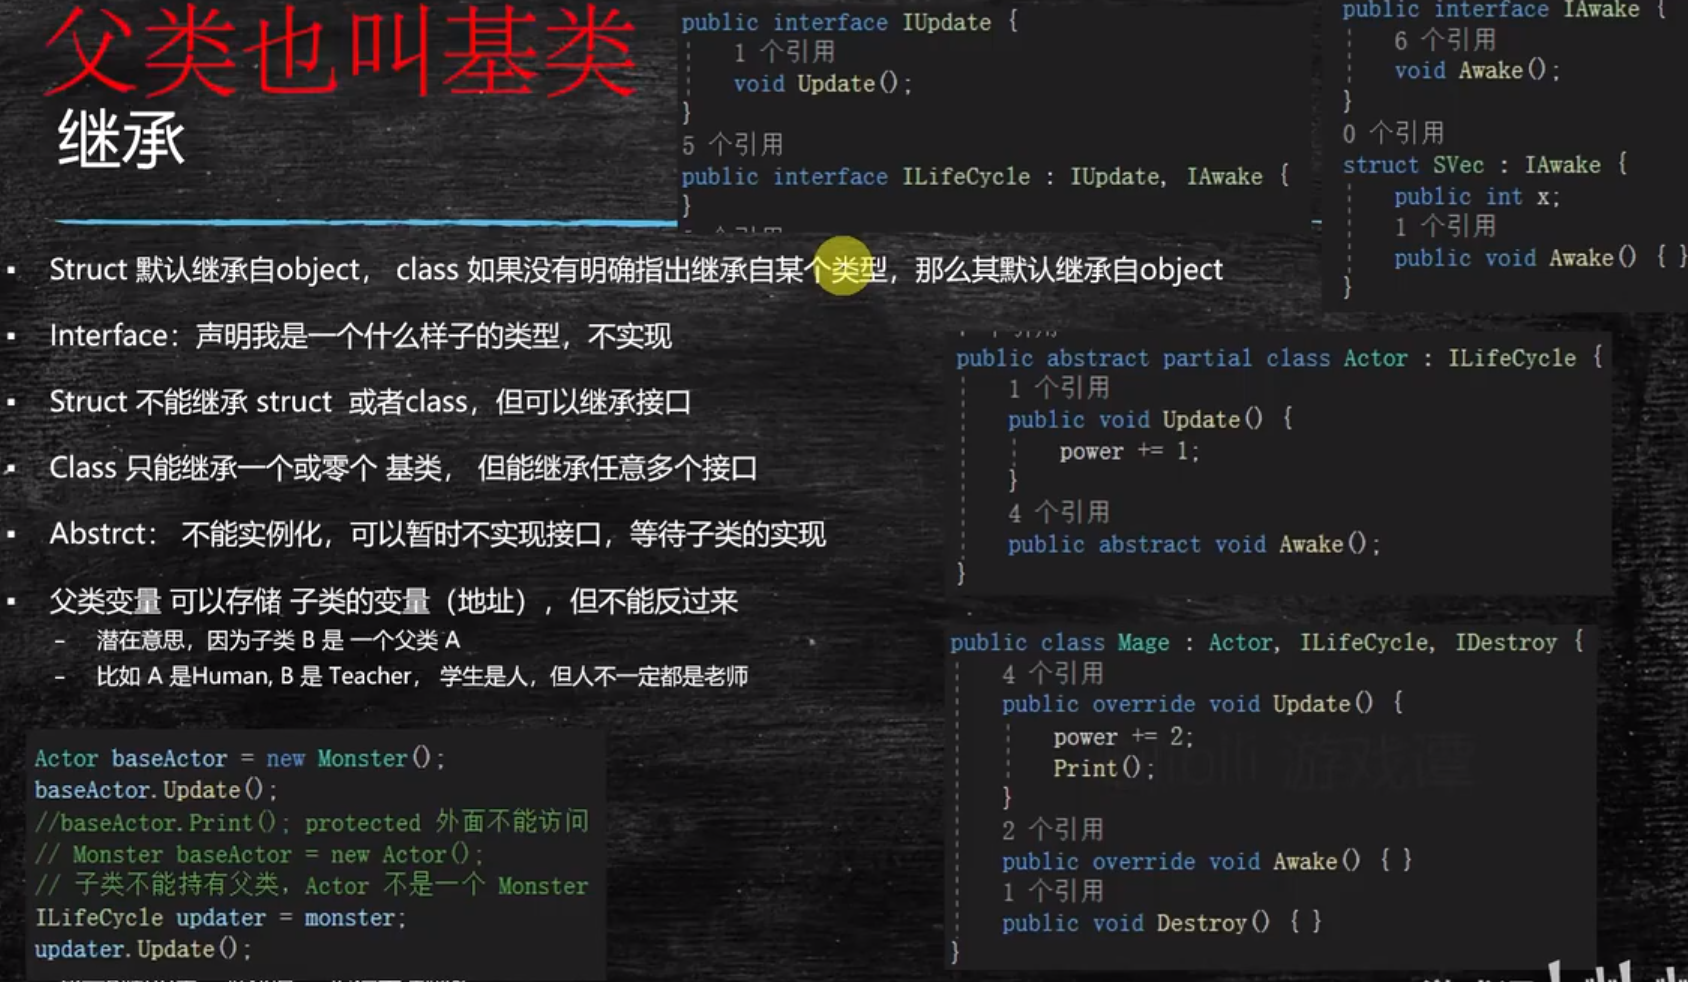 父类也叫基类
继承
public interface IUpdate {
1 个引用
void Update();
}
5 个引用
public interface ILifeCycle : IUpdate, IAwake {
}
public interface IAwake {
6 个引用
void Awake();
}
0 个引用
struct SVec : IAwake {
public int x;
1 个引用
public void Awake() { }
}
▪ Struct 默认继承自object， class 如果没有明确指出继承自某个类型，那么其默认继承自object
▪ Interface：声明我是一个什么样子的类型，不实现
▪ Struct 不能继承 struct 或者class，但可以继承接口
▪ Class 只能继承一个或零个 基类， 但能继承任意多个接口
▪ Abstrct： 不能实例化，可以暂时不实现接口，等待子类的实现
▪ 父类变量 可以存储 子类的变量（地址），但不能反过来
– 潜在意思，因为子类 B 是 一个父类 A
– 比如 A 是Human, B 是 Teacher， 学生是人，但人不一定都是老师
Actor baseActor = new Monster();
baseActor.Update();
//baseActor.Print(); protected 外面不能访问
// Monster baseActor = new Actor();
// 子类不能持有父类, Actor 不是一个 Monster
ILifeCycle updater = monster;
updater.Update();
public abstract partial class Actor : ILifeCycle {
1 个引用
public void Update() {
power += 1;
}
4 个引用
public abstract void Awake();
}
public class Mage : Actor, ILifeCycle, IDestroy {
4 个引用
public override void Update() {
power += 2;
Print();
}
2 个引用
public override void Awake() { }
1 个引用
public void Destroy() { }
}